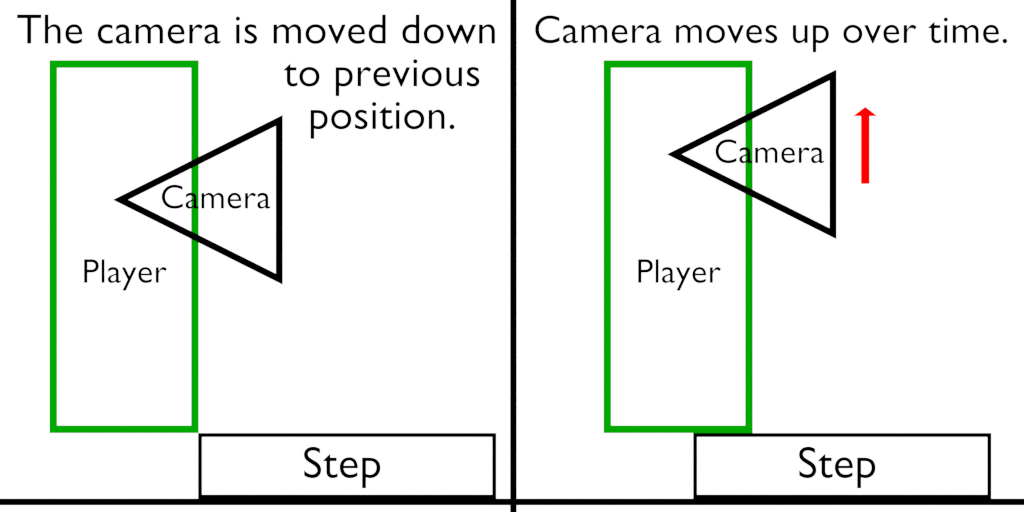 The camera is moved down
to previous
position.
Camera
Player
Step
Camera moves up over time.
Camera
Player
Step